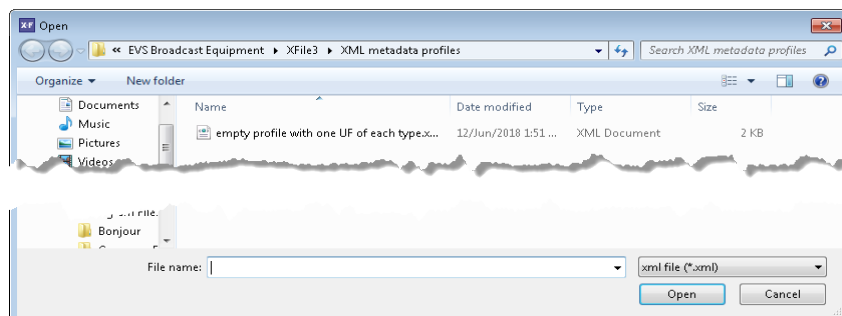 XF Open
« EVS Broadcast Equipment ▸ XFile3 ▸ XML metadata profiles
Search XML metadata profiles
Organize New folder
Documents
Music
Pictures
Videos
Name Date modified Type Size
empty profile with one UF of each type.x... 12/Jun/2018 1:51 ... XML Document 2 KB
Bonjour
File name: xml file (*.xml)
Open Cancel